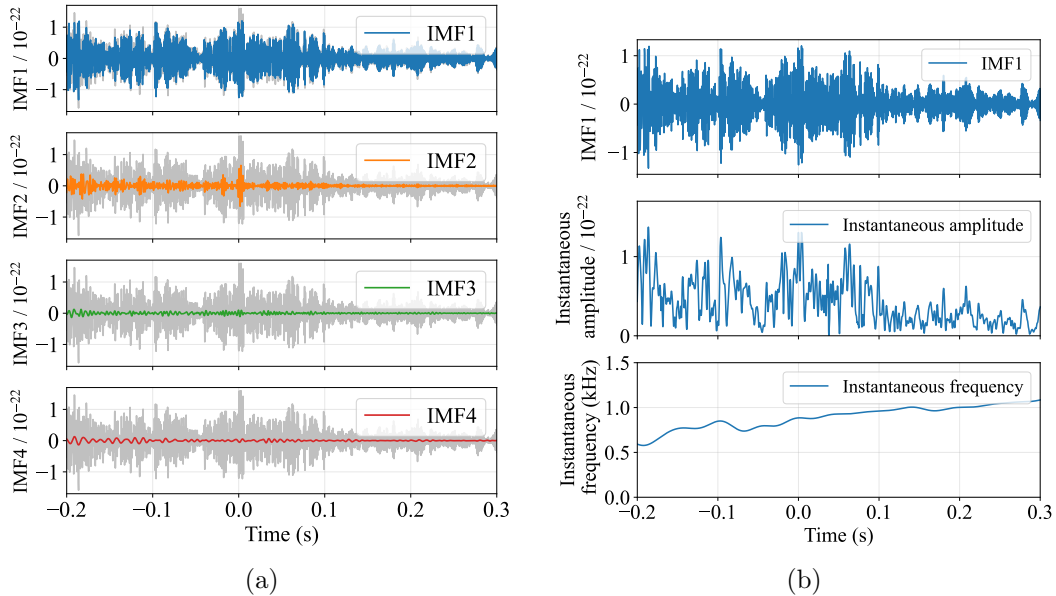 IMF1 / 10⁻²²
1
0
−1
IMF1
IMF2 / 10⁻²²
1
0
−1
IMF2
IMF3 / 10⁻²²
1
0
−1
IMF3
IMF4 / 10⁻²²
1
0
−1
IMF4
−0.2 −0.1 0.0 0.1 0.2 0.3
Time (s)
(a)
IMF1 / 10⁻²²
1
0
−1
IMF1
Instantaneous
amplitude / 10⁻²²
1
0
Instantaneous amplitude
Instantaneous
frequency (kHz)
1.5
1.0
0.5
0.0
Instantaneous frequency
−0.2 −0.1 0.0 0.1 0.2 0.3
Time (s)
(b)